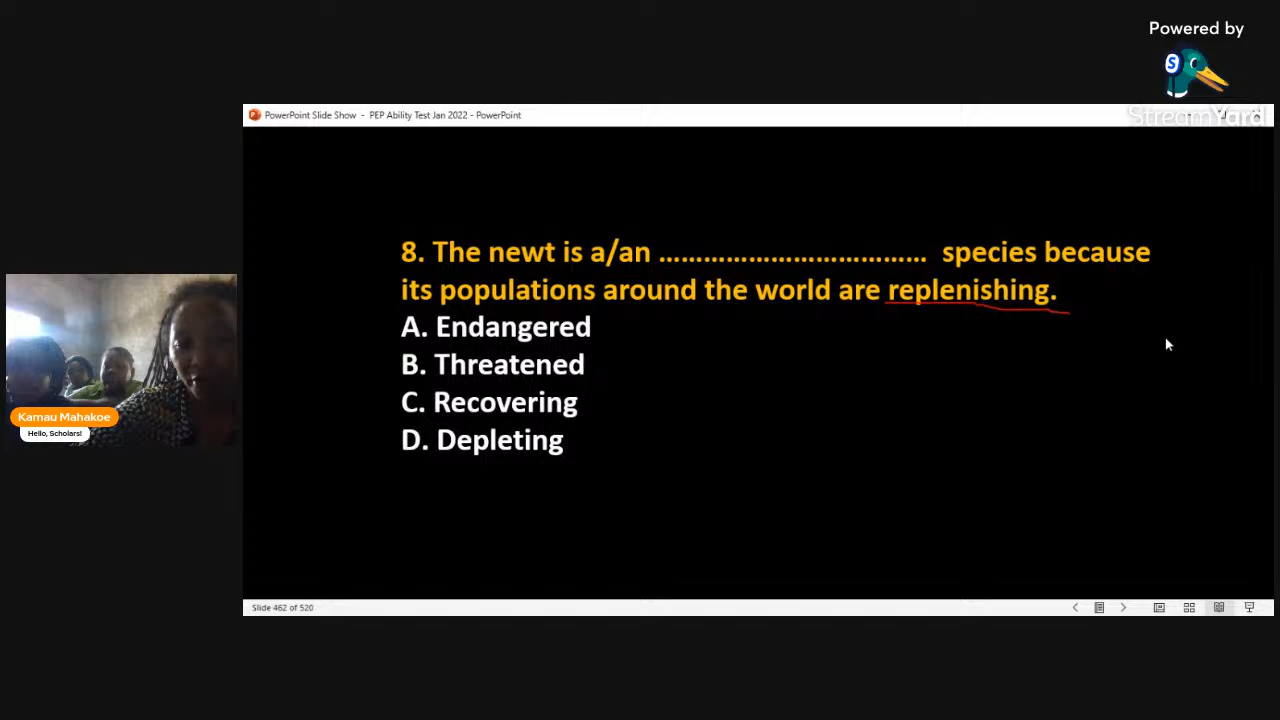 Powered by
S
StreamYard
PowerPoint Slide Show - PEP Ability Test Jan 2022 - PowerPoint
8. The newt is a/an ………………………………… species because
its populations around the world are replenishing.
A. Endangered
B. Threatened
C. Recovering
D. Depleting
Kamau Mahakoe
Hello, Scholars!
Slide 462 of 520